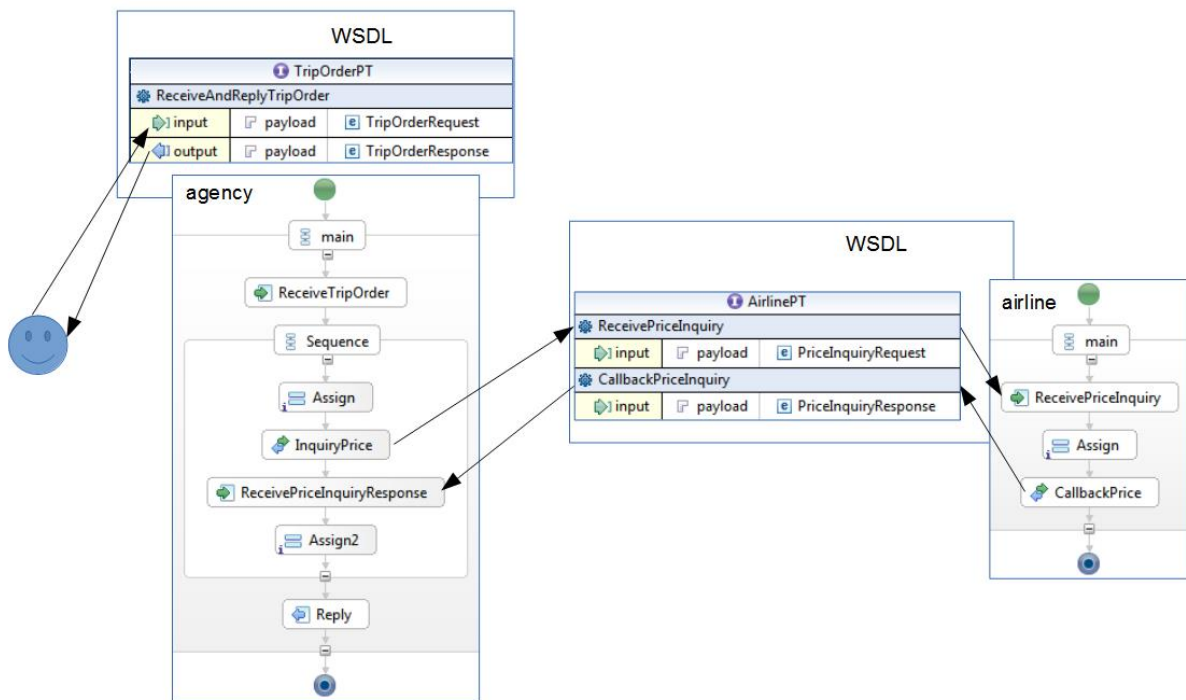 WSDL
TripOrderPT
ReceiveAndReplyTripOrder
input payload e TripOrderRequest
output payload e TripOrderResponse
agency
main
ReceiveTripOrder
Sequence
Assign
InquiryPrice
ReceivePriceInquiryResponse
Assign2
Reply
WSDL
AirlinePT
ReceivePriceInquiry
input payload e PriceInquiryRequest
CallbackPriceInquiry
input payload e PriceInquiryResponse
airline
main
ReceivePriceInquiry
Assign
CallbackPrice